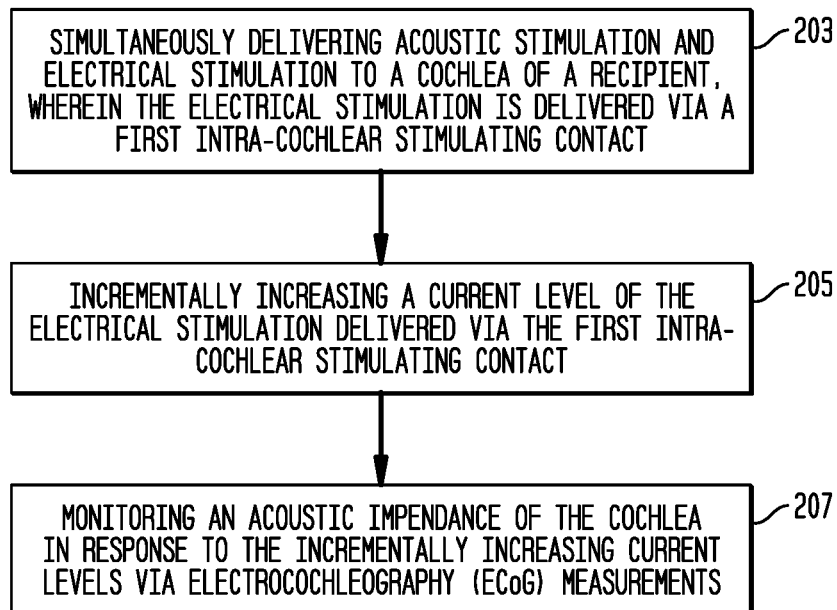 SIMULTANEOUSLY DELIVERING ACOUSTIC STIMULATION AND
ELECTRICAL STIMULATION TO A COCHLEA OF A RECIPIENT,
WHEREIN THE ELECTRICAL STIMULATION IS DELIVERED VIA A
FIRST INTRA-COCHLEAR STIMULATING CONTACT
203
INCREMENTALLY INCREASING A CURRENT LEVEL OF THE
ELECTRICAL STIMULATION DELIVERED VIA THE FIRST INTRA-
COCHLEAR STIMULATING CONTACT
205
MONITORING AN ACOUSTIC IMPENDANCE OF THE COCHLEA
IN RESPONSE TO THE INCREMENTALLY INCREASING CURRENT
LEVELS VIA ELECTROCOCHLEOGRAPHY (ECoG) MEASUREMENTS
207